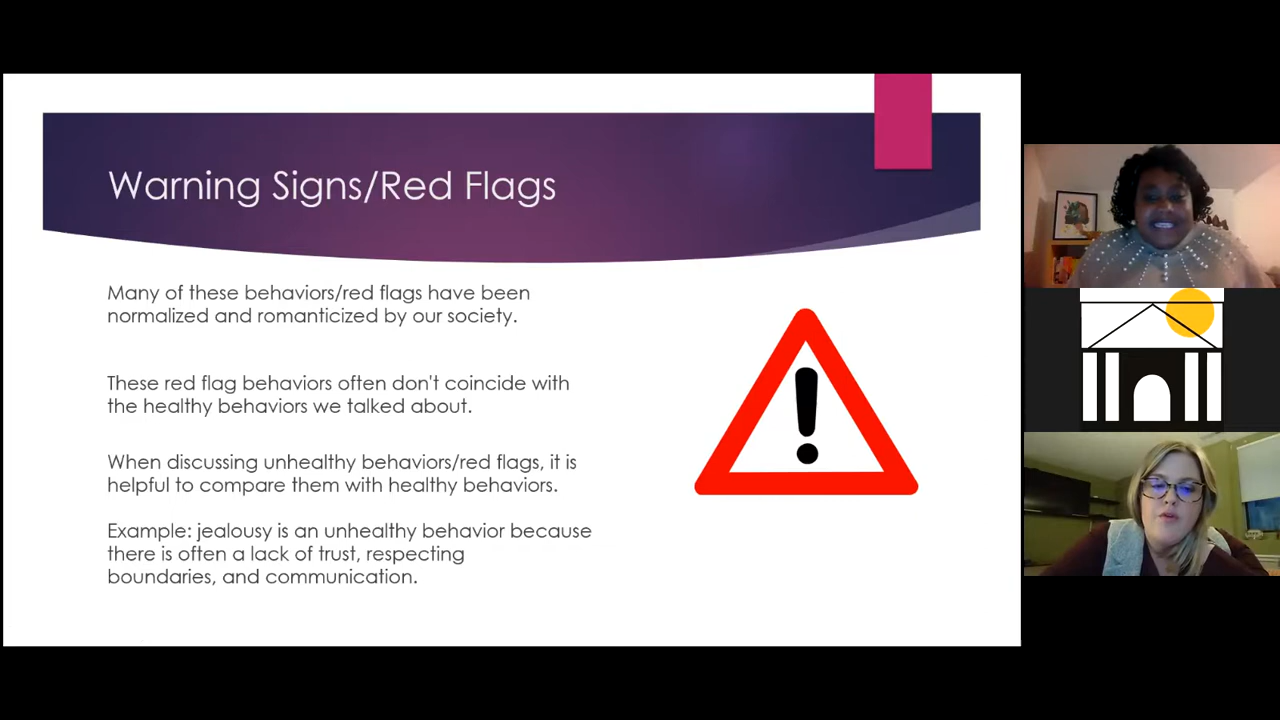 Warning Signs/Red Flags
Many of these behaviors/red flags have been
normalized and romanticized by our society.
These red flag behaviors often don't coincide with
the healthy behaviors we talked about.
When discussing unhealthy behaviors/red flags, it is
helpful to compare them with healthy behaviors.
Example: jealousy is an unhealthy behavior because
there is often a lack of trust, respecting
boundaries, and communication.